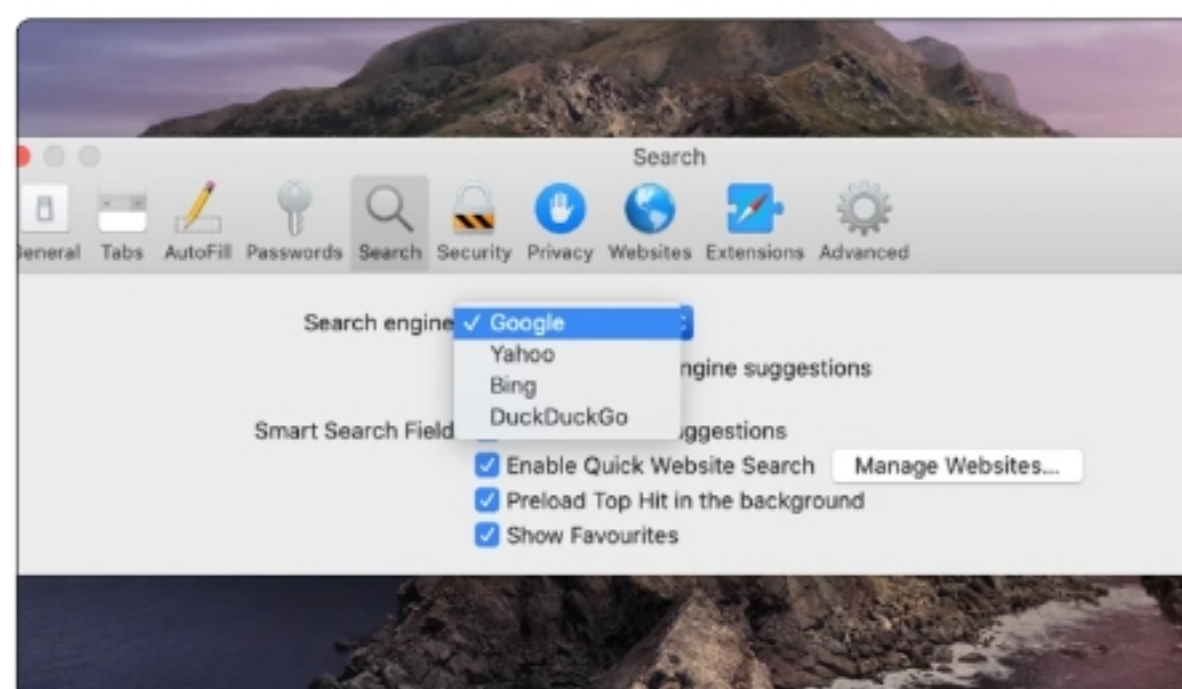 Search
General Tabs AutoFill Passwords Search Security Privacy Websites Extensions Advanced
Search engine ✓ Google
Yahoo
ngine suggestions
Bing
DuckDuckGo
Smart Search Field ggestions
Enable Quick Website Search Manage Websites...
Preload Top Hit in the background
Show Favourites